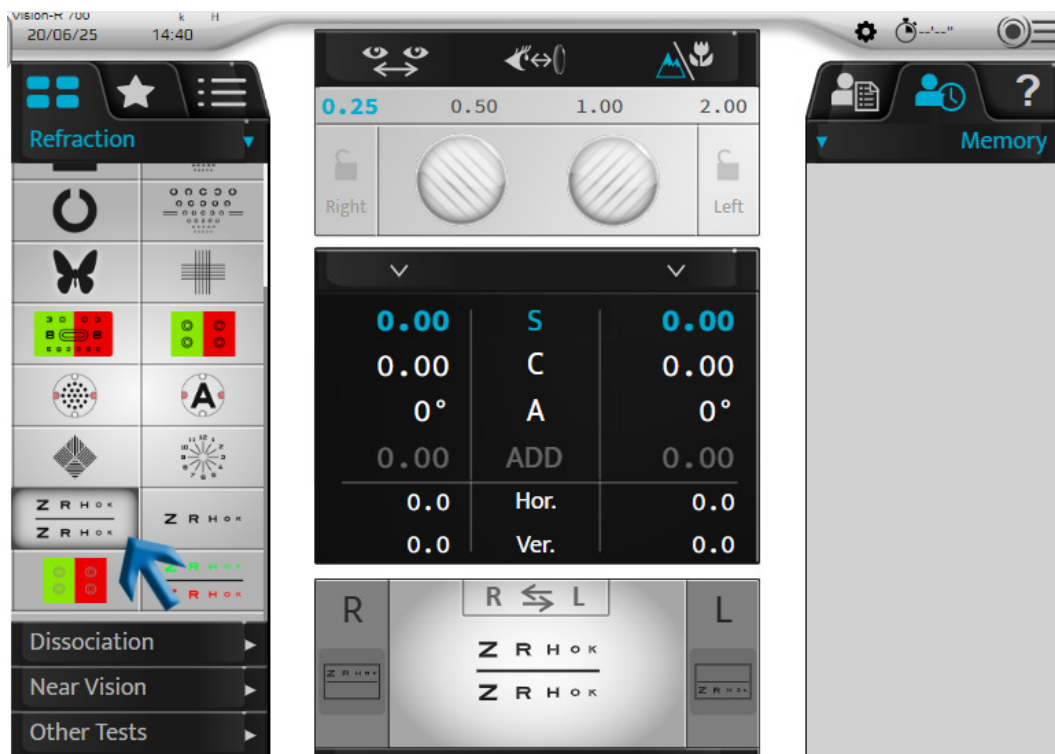 Vision-R 700 k H
20/06/25 14:40
--'--"
Refraction
Z R H O K
Z R H O K
Z R H O K
Z R H O K
Z R H O K
A
Dissociation
Near Vision
Other Tests
0.25 0.50 1.00 2.00
Right Left
0.00 S 0.00
0.00 C 0.00
0° A 0°
0.00 ADD 0.00
0.0 Hor. 0.0
0.0 Ver. 0.0
R R L L
Z R H O K
Z R H O K
?
Memory